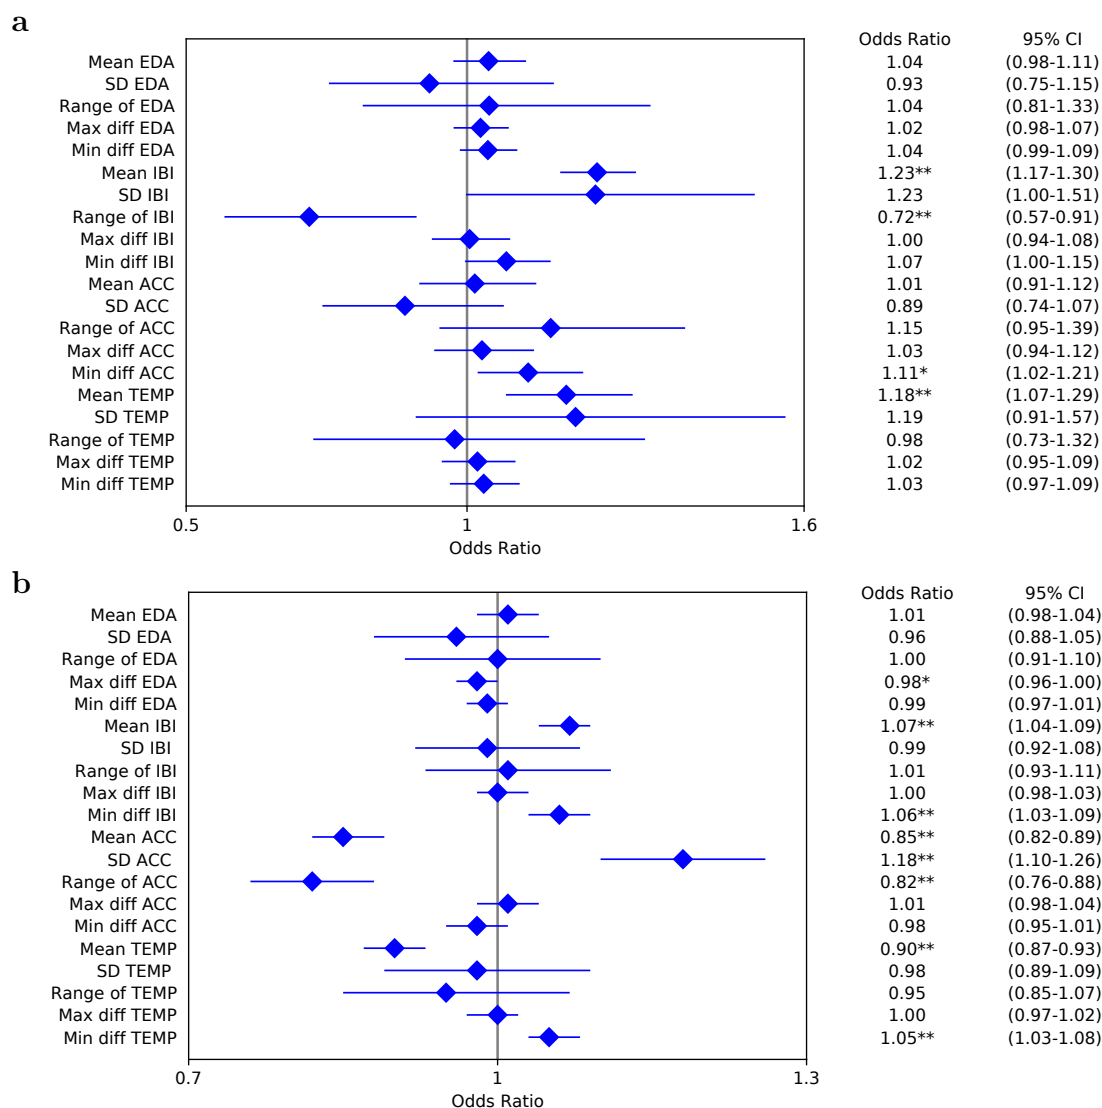 a
Odds Ratio 95% CI
Mean EDA 1.04 (0.98-1.11)
SD EDA 0.93 (0.75-1.15)
Range of EDA 1.04 (0.81-1.33)
Max diff EDA 1.02 (0.98-1.07)
Min diff EDA 1.04 (0.99-1.09)
Mean IBI 1.23** (1.17-1.30)
SD IBI 1.23 (1.00-1.51)
Range of IBI 0.72** (0.57-0.91)
Max diff IBI 1.00 (0.94-1.08)
Min diff IBI 1.07 (1.00-1.15)
Mean ACC 1.01 (0.91-1.12)
SD ACC 0.89 (0.74-1.07)
Range of ACC 1.15 (0.95-1.39)
Max diff ACC 1.03 (0.94-1.12)
Min diff ACC 1.11* (1.02-1.21)
Mean TEMP 1.18** (1.07-1.29)
SD TEMP 1.19 (0.91-1.57)
Range of TEMP 0.98 (0.73-1.32)
Max diff TEMP 1.02 (0.95-1.09)
Min diff TEMP 1.03 (0.97-1.09)
0.5 1 1.6
Odds Ratio
b
Odds Ratio 95% CI
Mean EDA 1.01 (0.98-1.04)
SD EDA 0.96 (0.88-1.05)
Range of EDA 1.00 (0.91-1.10)
Max diff EDA 0.98* (0.96-1.00)
Min diff EDA 0.99 (0.97-1.01)
Mean IBI 1.07** (1.04-1.09)
SD IBI 0.99 (0.92-1.08)
Range of IBI 1.01 (0.93-1.11)
Max diff IBI 1.00 (0.98-1.03)
Min diff IBI 1.06** (1.03-1.09)
Mean ACC 0.85** (0.82-0.89)
SD ACC 1.18** (1.10-1.26)
Range of ACC 0.82** (0.76-0.88)
Max diff ACC 1.01 (0.98-1.04)
Min diff ACC 0.98 (0.95-1.01)
Mean TEMP 0.90** (0.87-0.93)
SD TEMP 0.98 (0.89-1.09)
Range of TEMP 0.95 (0.85-1.07)
Max diff TEMP 1.00 (0.97-1.02)
Min diff TEMP 1.05** (1.03-1.08)
0.7 1 1.3
Odds Ratio